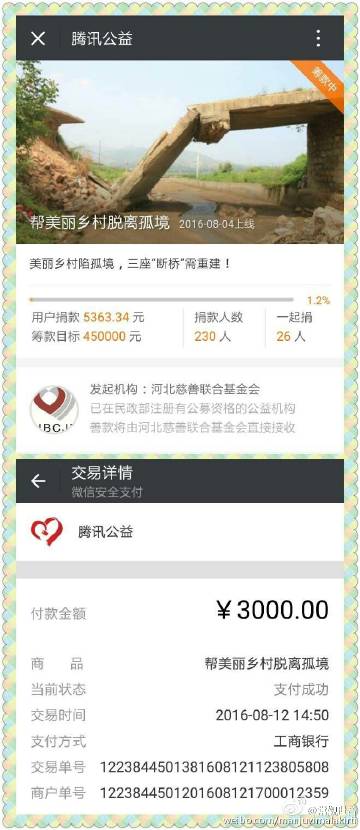 腾讯公益
筹款中
帮美丽乡村脱离孤境 2016-08-04上线
美丽乡村陷孤境，三座“断桥”需重建！
1.2%
用户捐款 5363.34 元 捐款人数 一起捐
筹款目标 450000 元 230 人 26 人
发起机构：河北慈善联合基金会
已在民政部注册有公募资格的公益机构
善款将由河北慈善联合基金会直接接收
交易详情
微信安全支付
腾讯公益
付款金额 ￥3000.00
商 品 帮美丽乡村脱离孤境
当前状态 支付成功
交易时间 2016-08-12 14:50
支付方式 工商银行
交易单号 1223844501381608121123805808
商户单号 1223844501201608121700012359